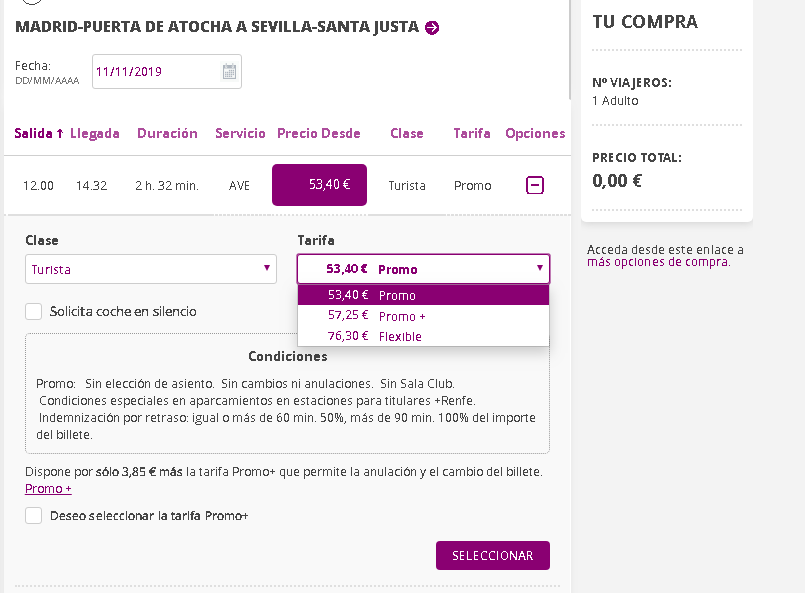 MADRID-PUERTA DE ATOCHA A SEVILLA-SANTA JUSTA
Fecha:
DD/MM/AAAA
11/11/2019
Salida ↑ Llegada Duración Servicio Precio Desde Clase Tarifa Opciones
12.00 14.32 2 h. 32 min. AVE 53,40 € Turista Promo
Clase
Turista
Tarifa
53,40 € Promo
53,40 € Promo
57,25 € Promo +
76,30 € Flexible
Solicita coche en silencio
Condiciones
Promo: Sin elección de asiento. Sin cambios ni anulaciones. Sin Sala Club.
Condiciones especiales en aparcamientos en estaciones para titulares +Renfe.
Indemnización por retraso: igual o más de 60 min. 50%, más de 90 min. 100% del importe
del billete.
Dispone por sólo 3,85 € más la tarifa Promo+ que permite la anulación y el cambio del billete.
Promo +
Deseo seleccionar la tarifa Promo+
SELECCIONAR
TU COMPRA
Nº VIAJEROS:
1 Adulto
PRECIO TOTAL:
0,00 €
Acceda desde este enlace a
más opciones de compra.